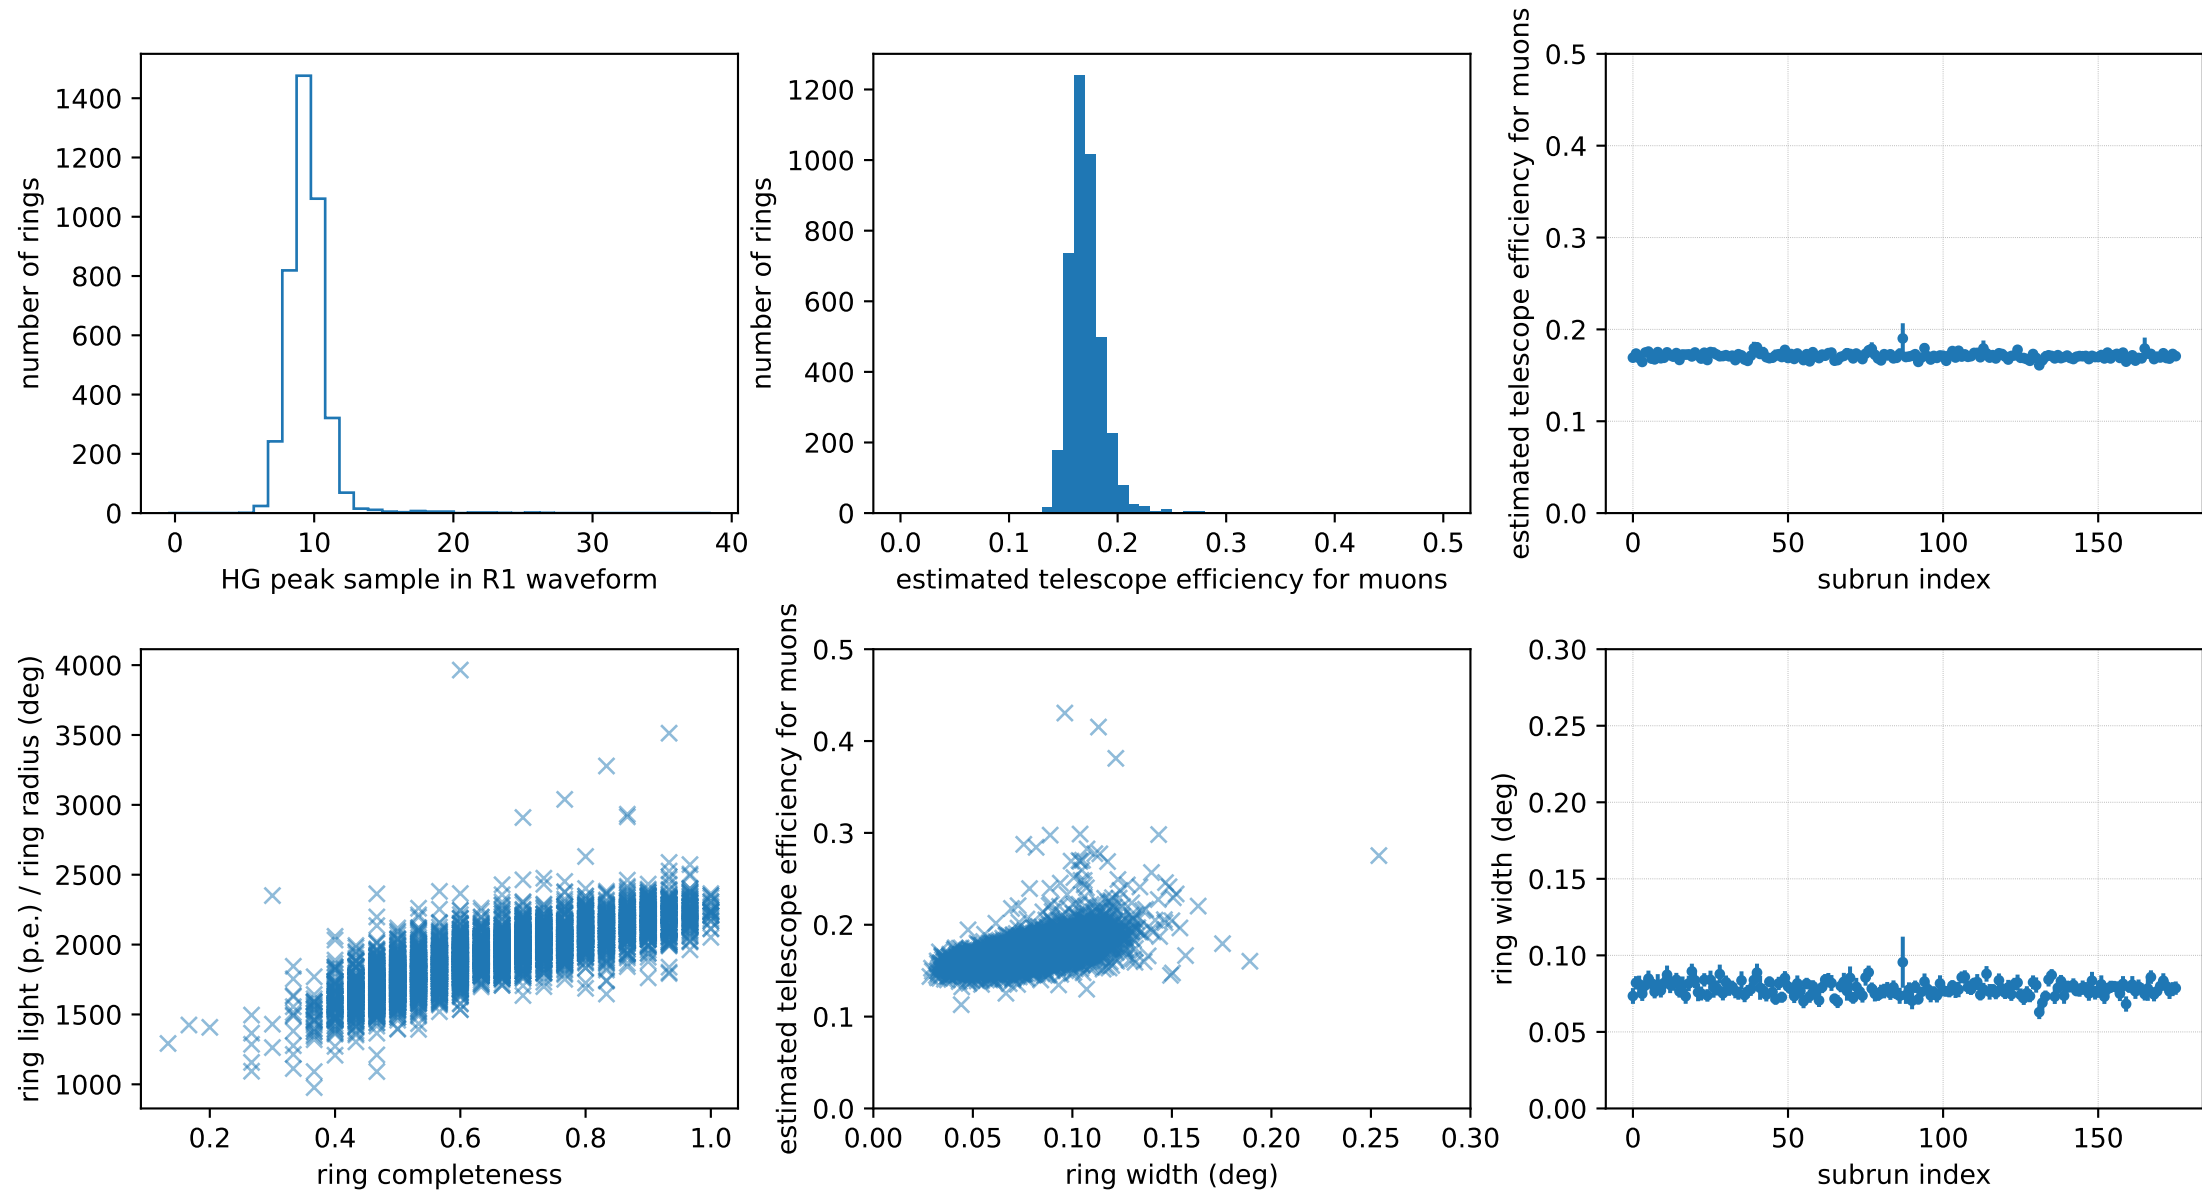 number of rings
1400
1200
1000
800
600
400
200
0
0 10 20 30 40
HG peak sample in R1 waveform
number of rings
1200
1000
800
600
400
200
0
0.0 0.1 0.2 0.3 0.4 0.5
estimated telescope efficiency for muons
estimated telescope efficiency for muons
0.5
0.4
0.3
0.2
0.1
0.0
0 50 100 150
subrun index
ring light (p.e.) / ring radius (deg)
4000
3500
3000
2500
2000
1500
1000
0.2 0.4 0.6 0.8 1.0
ring completeness
estimated telescope efficiency for muons
0.5
0.4
0.3
0.2
0.1
0.0
0.00 0.05 0.10 0.15 0.20 0.25 0.30
ring width (deg)
ring width (deg)
0.30
0.25
0.20
0.15
0.10
0.05
0.00
0 50 100 150
subrun index